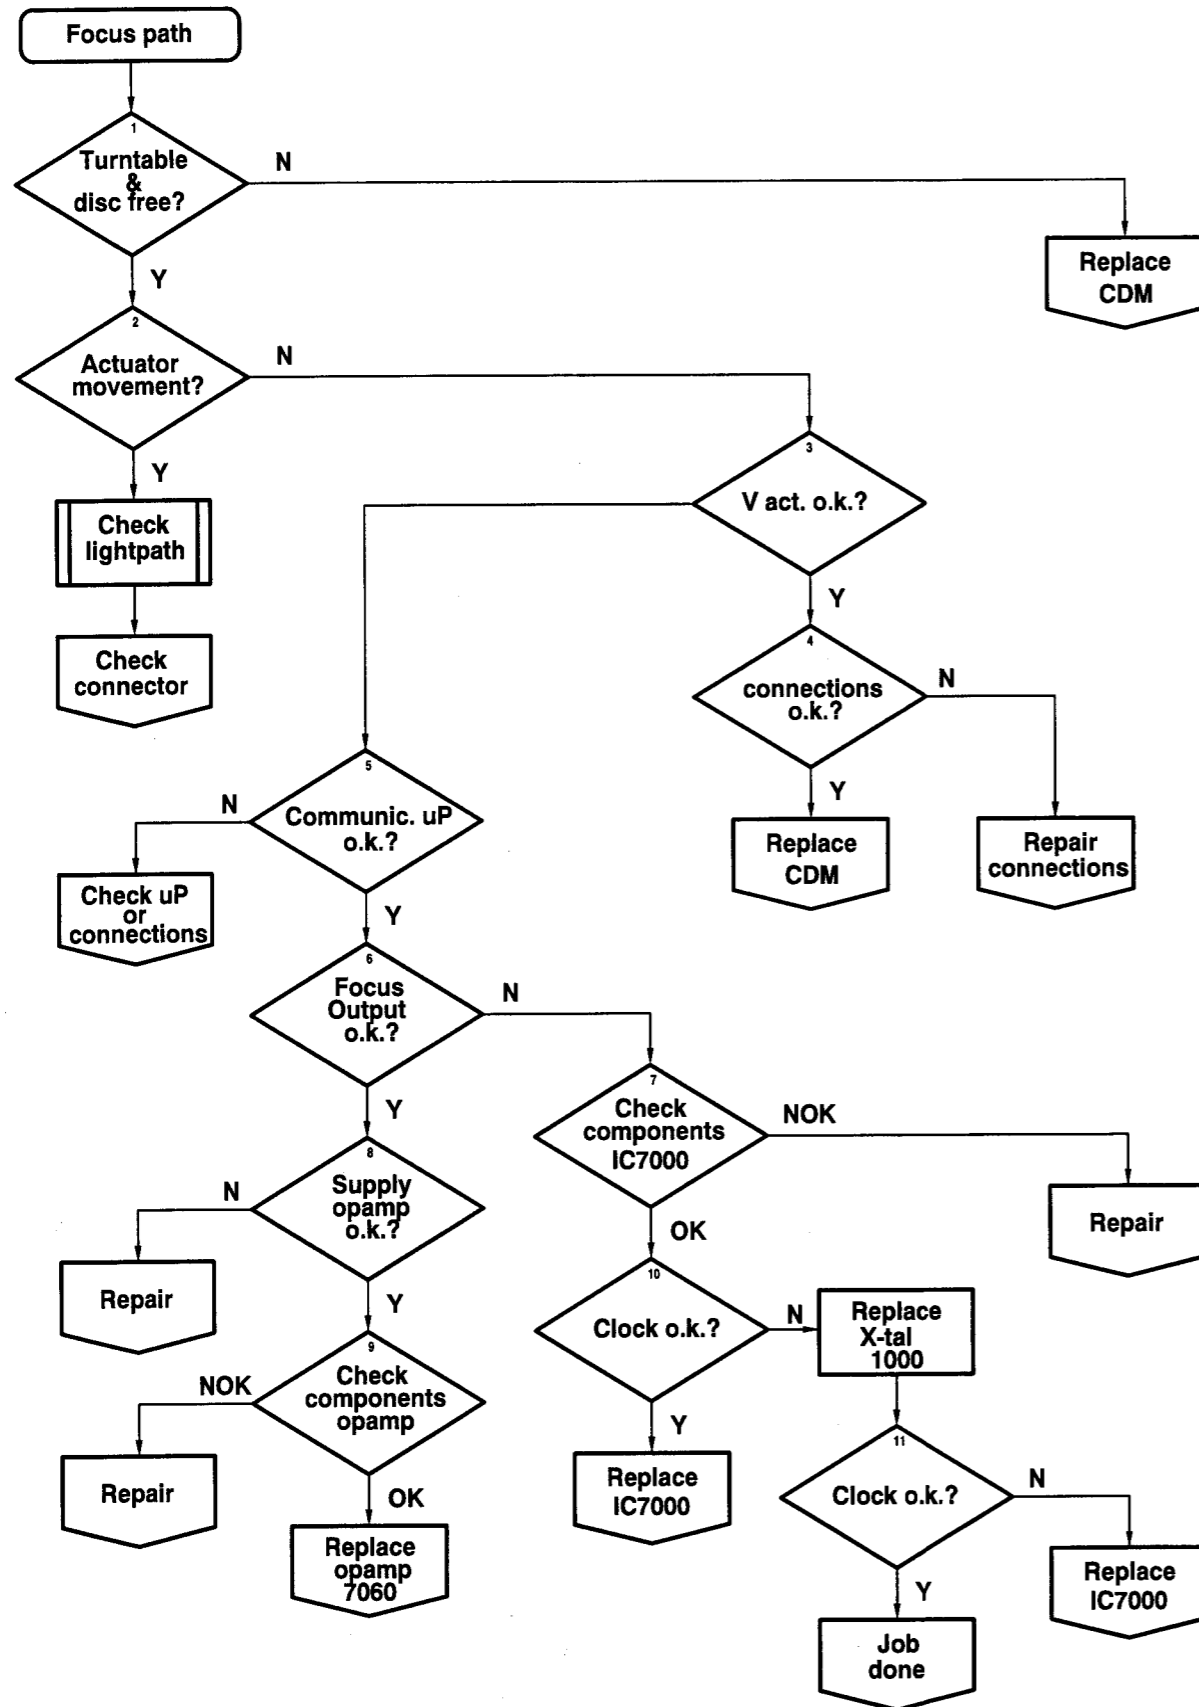 Focus path
1
Turntable
&
disc free?
N
Y
Replace
CDM
2
Actuator
movement?
N
Y
Check
lightpath
Check
connector
3
V act. o.k.?
Y
4
connections
o.k.?
N
Y
Replace
CDM
Repair
connections
5
Communic. uP
o.k.?
N
Y
Check uP
or
connections
6
Focus
Output
o.k.?
N
Y
7
Check
components
IC7000
NOK
OK
Repair
8
Supply
opamp
o.k.?
N
Y
Repair
9
Check
components
opamp
NOK
OK
Repair
Replace
opamp
7060
10
Clock o.k.?
N
Y
Replace
X-tal
1000
Replace
IC7000
11
Clock o.k.?
N
Y
Replace
IC7000
Job
done